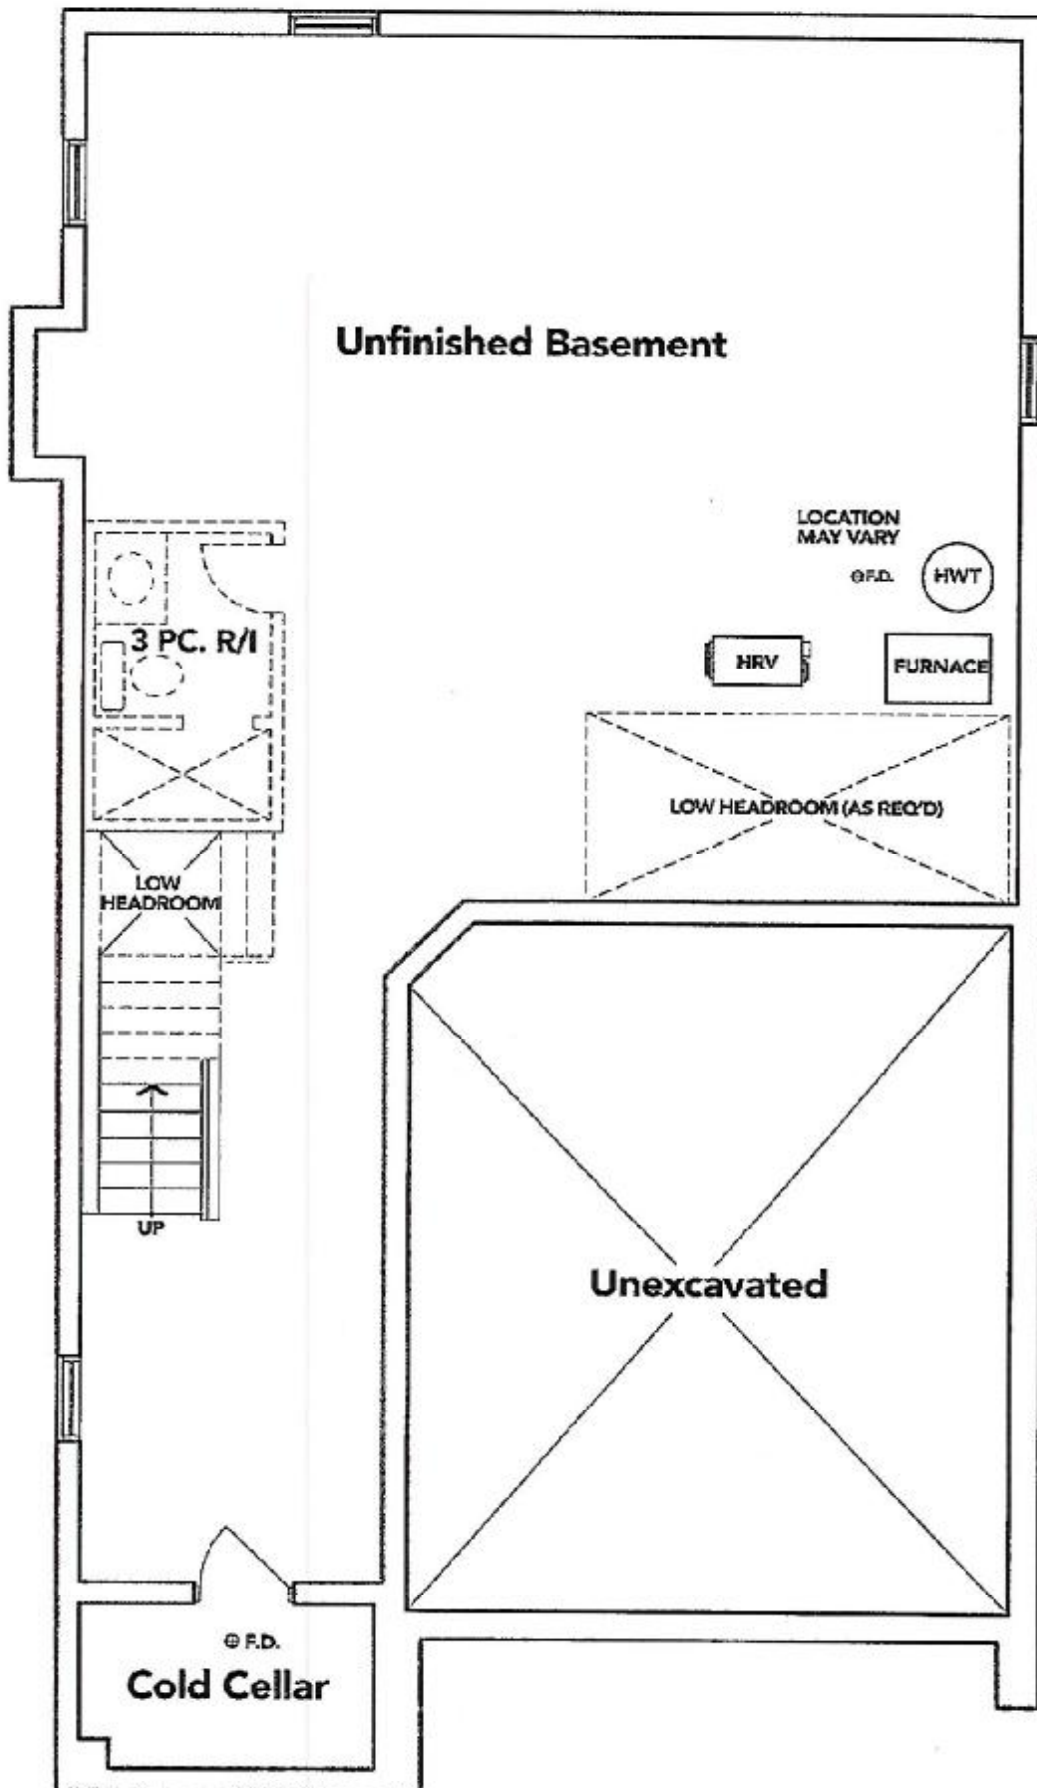 Unfinished Basement
LOCATION
MAY VARY
F.D.
HWT
3 PC. R/I
HRV
FURNACE
LOW HEADROOM (AS REQ'D)
LOW
HEADROOM
UP
Unexcavated
F.D.
Cold Cellar